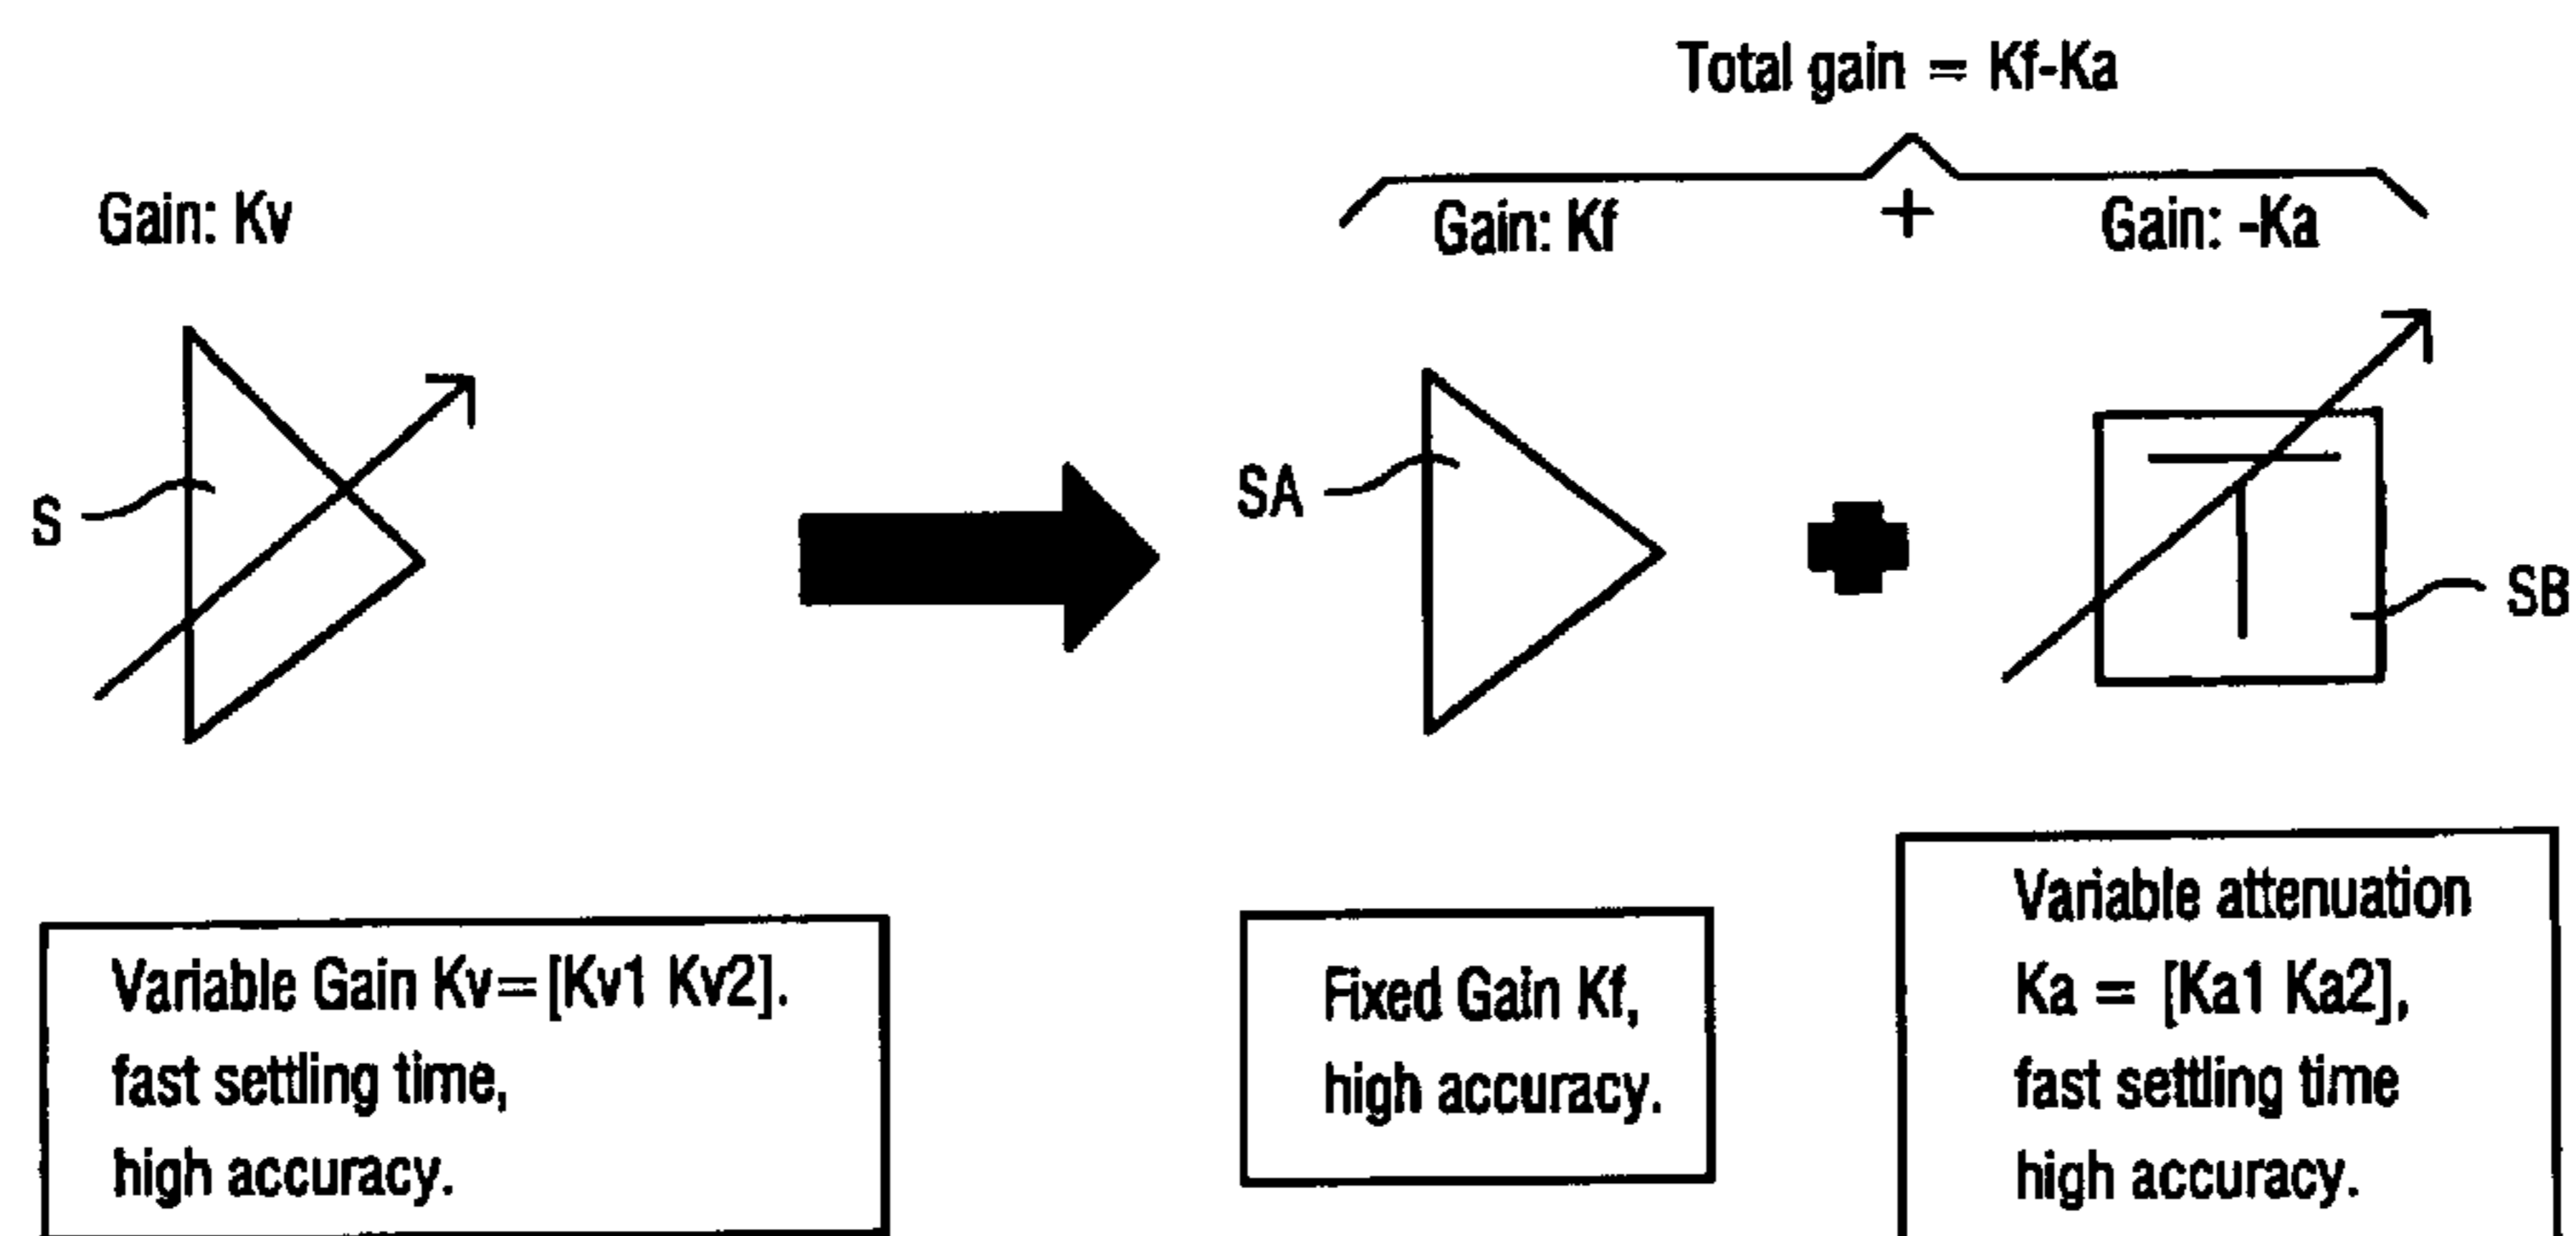 Total gain = Kf-Ka
Gain: Kv
Gain: Kf
+
Gain: -Ka
S
SA
SB
Variable Gain Kv=[Kv1 Kv2].
fast settling time,
high accuracy.
Fixed Gain Kf,
high accuracy.
Variable attenuation
Ka = [Ka1 Ka2],
fast settling time
high accuracy.